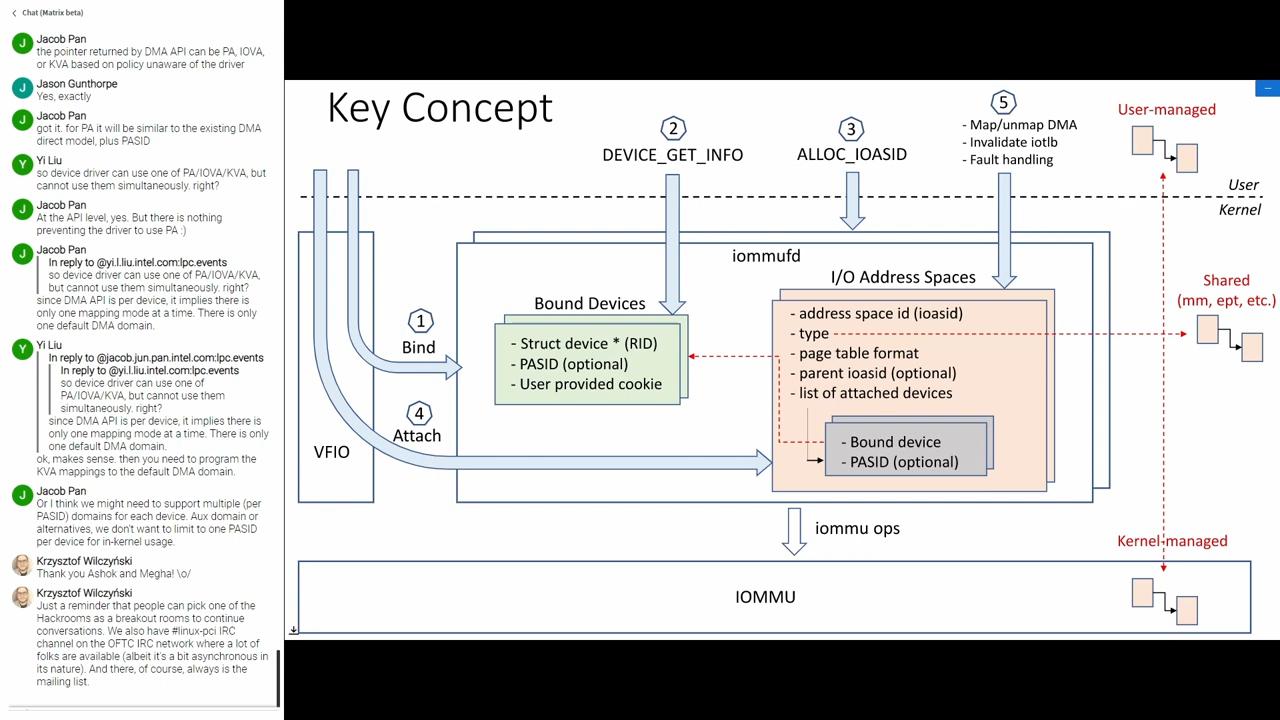 Chat (Matrix beta)
J
Jacob Pan
the pointer returned by DMA API can be PA, IOVA,
or KVA based on policy unaware of the driver
J
Jason Gunthorpe
Yes, exactly
J
Jacob Pan
got it. for PA it will be similar to the existing DMA
direct model, plus PASID
Y
Yi Liu
so device driver can use one of PA/IOVA/KVA, but
cannot use them simultaneously. right?
J
Jacob Pan
At the API level, yes. But there is nothing
preventing the driver to use PA :)
J
Jacob Pan
In reply to @yi.l.liu.intel.com:lpc.events
so device driver can use one of PA/IOVA/KVA,
but cannot use them simultaneously. right?
since DMA API is per device, it implies there is
only one mapping mode at a time. There is only
one default DMA domain.
Y
Yi Liu
In reply to @jacob.jun.pan.intel.com:lpc.events
In reply to @yi.l.liu.intel.com:lpc.events
so device driver can use one of
PA/IOVA/KVA, but cannot use them
simultaneously. right?
since DMA API is per device, it implies there is
only one mapping mode at a time. There is only
one default DMA domain.
ok, makes sense. then you need to program the
KVA mappings to the default DMA domain.
J
Jacob Pan
Or I think we might need to support multiple (per
PASID) domains for each device. Aux domain or
alternatives, we don't want to limit to one PASID
per device for in-kernel usage.
Krzysztof Wilczyński
Thank you Ashok and Megha! \o/
Krzysztof Wilczyński
Just a reminder that people can pick one of the
Hackrooms as a breakout rooms to continue
conversations. We also have #linux-pci IRC
channel on the OFTC IRC network where a lot of
folks are available (albeit it's a bit asynchronous in
its nature). And there, of course, always is the
mailing list.
Key Concept
2
DEVICE_GET_INFO
3
ALLOC_IOASID
5
- Map/unmap DMA
- Invalidate iotlb
- Fault handling
User-managed
User
Kernel
iommufd
I/O Address Spaces
Shared
(mm, ept, etc.)
Bound Devices
1
Bind
- Struct device * (RID)
- PASID (optional)
- User provided cookie
- address space id (ioasid)
- type
- page table format
- parent ioasid (optional)
- list of attached devices
4
Attach
VFIO
- Bound device
- PASID (optional)
iommu ops
Kernel-managed
IOMMU